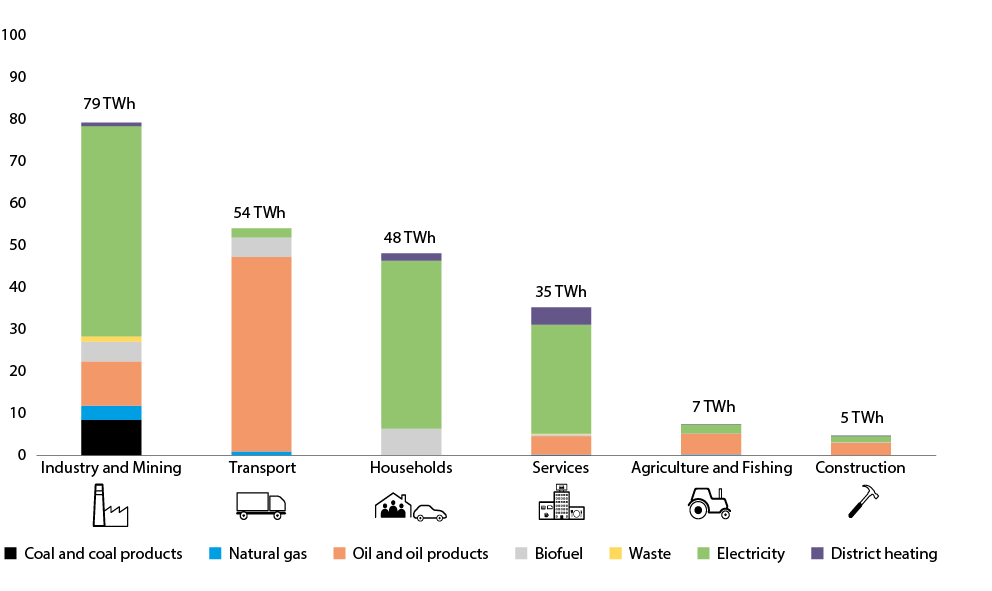 100
90
80
70
60
50
40
30
20
10
0
79 TWh
54 TWh
48 TWh
35 TWh
7 TWh
5 TWh
Industry and Mining
Transport
Households
Services
Agriculture and Fishing
Construction
Coal and coal products
Natural gas
Oil and oil products
Biofuel
Waste
Electricity
District heating